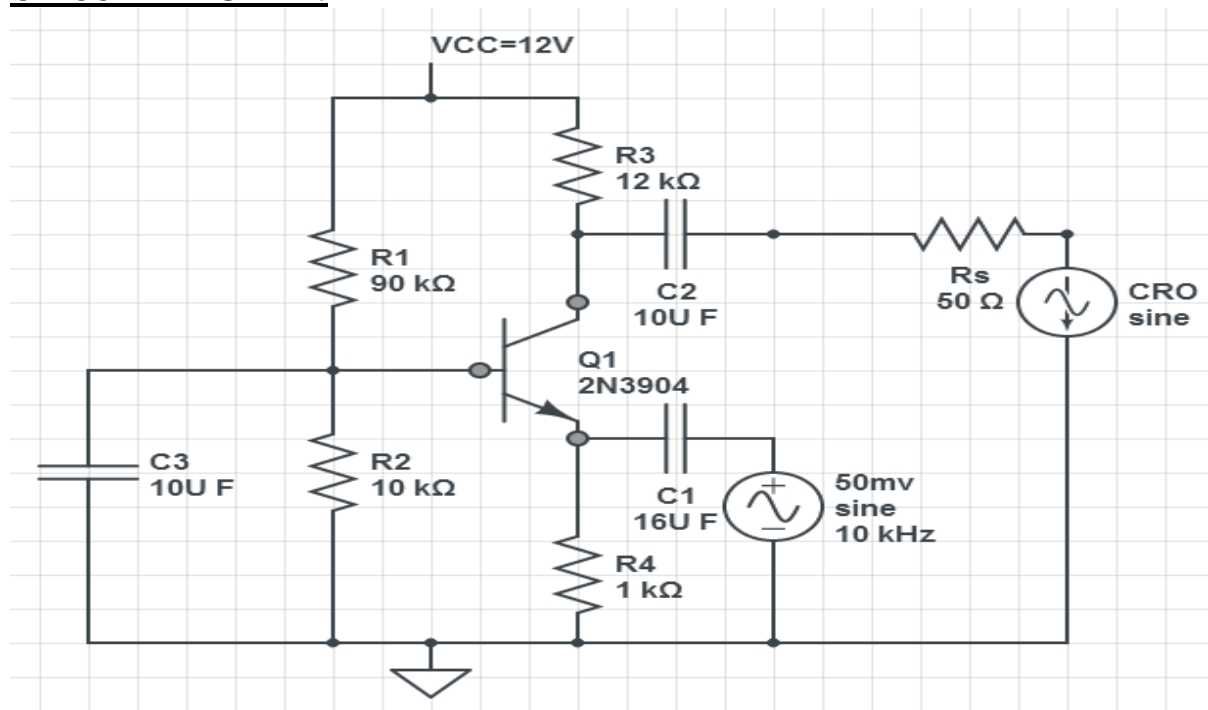 VCC=12V
R3
12 kΩ
R1
90 kΩ
C2
10U F
Rs
50 Ω
CRO
sine
Q1
2N3904
C3
10U F
R2
10 kΩ
C1
16U F
50mv
sine
10 kHz
R4
1 kΩ